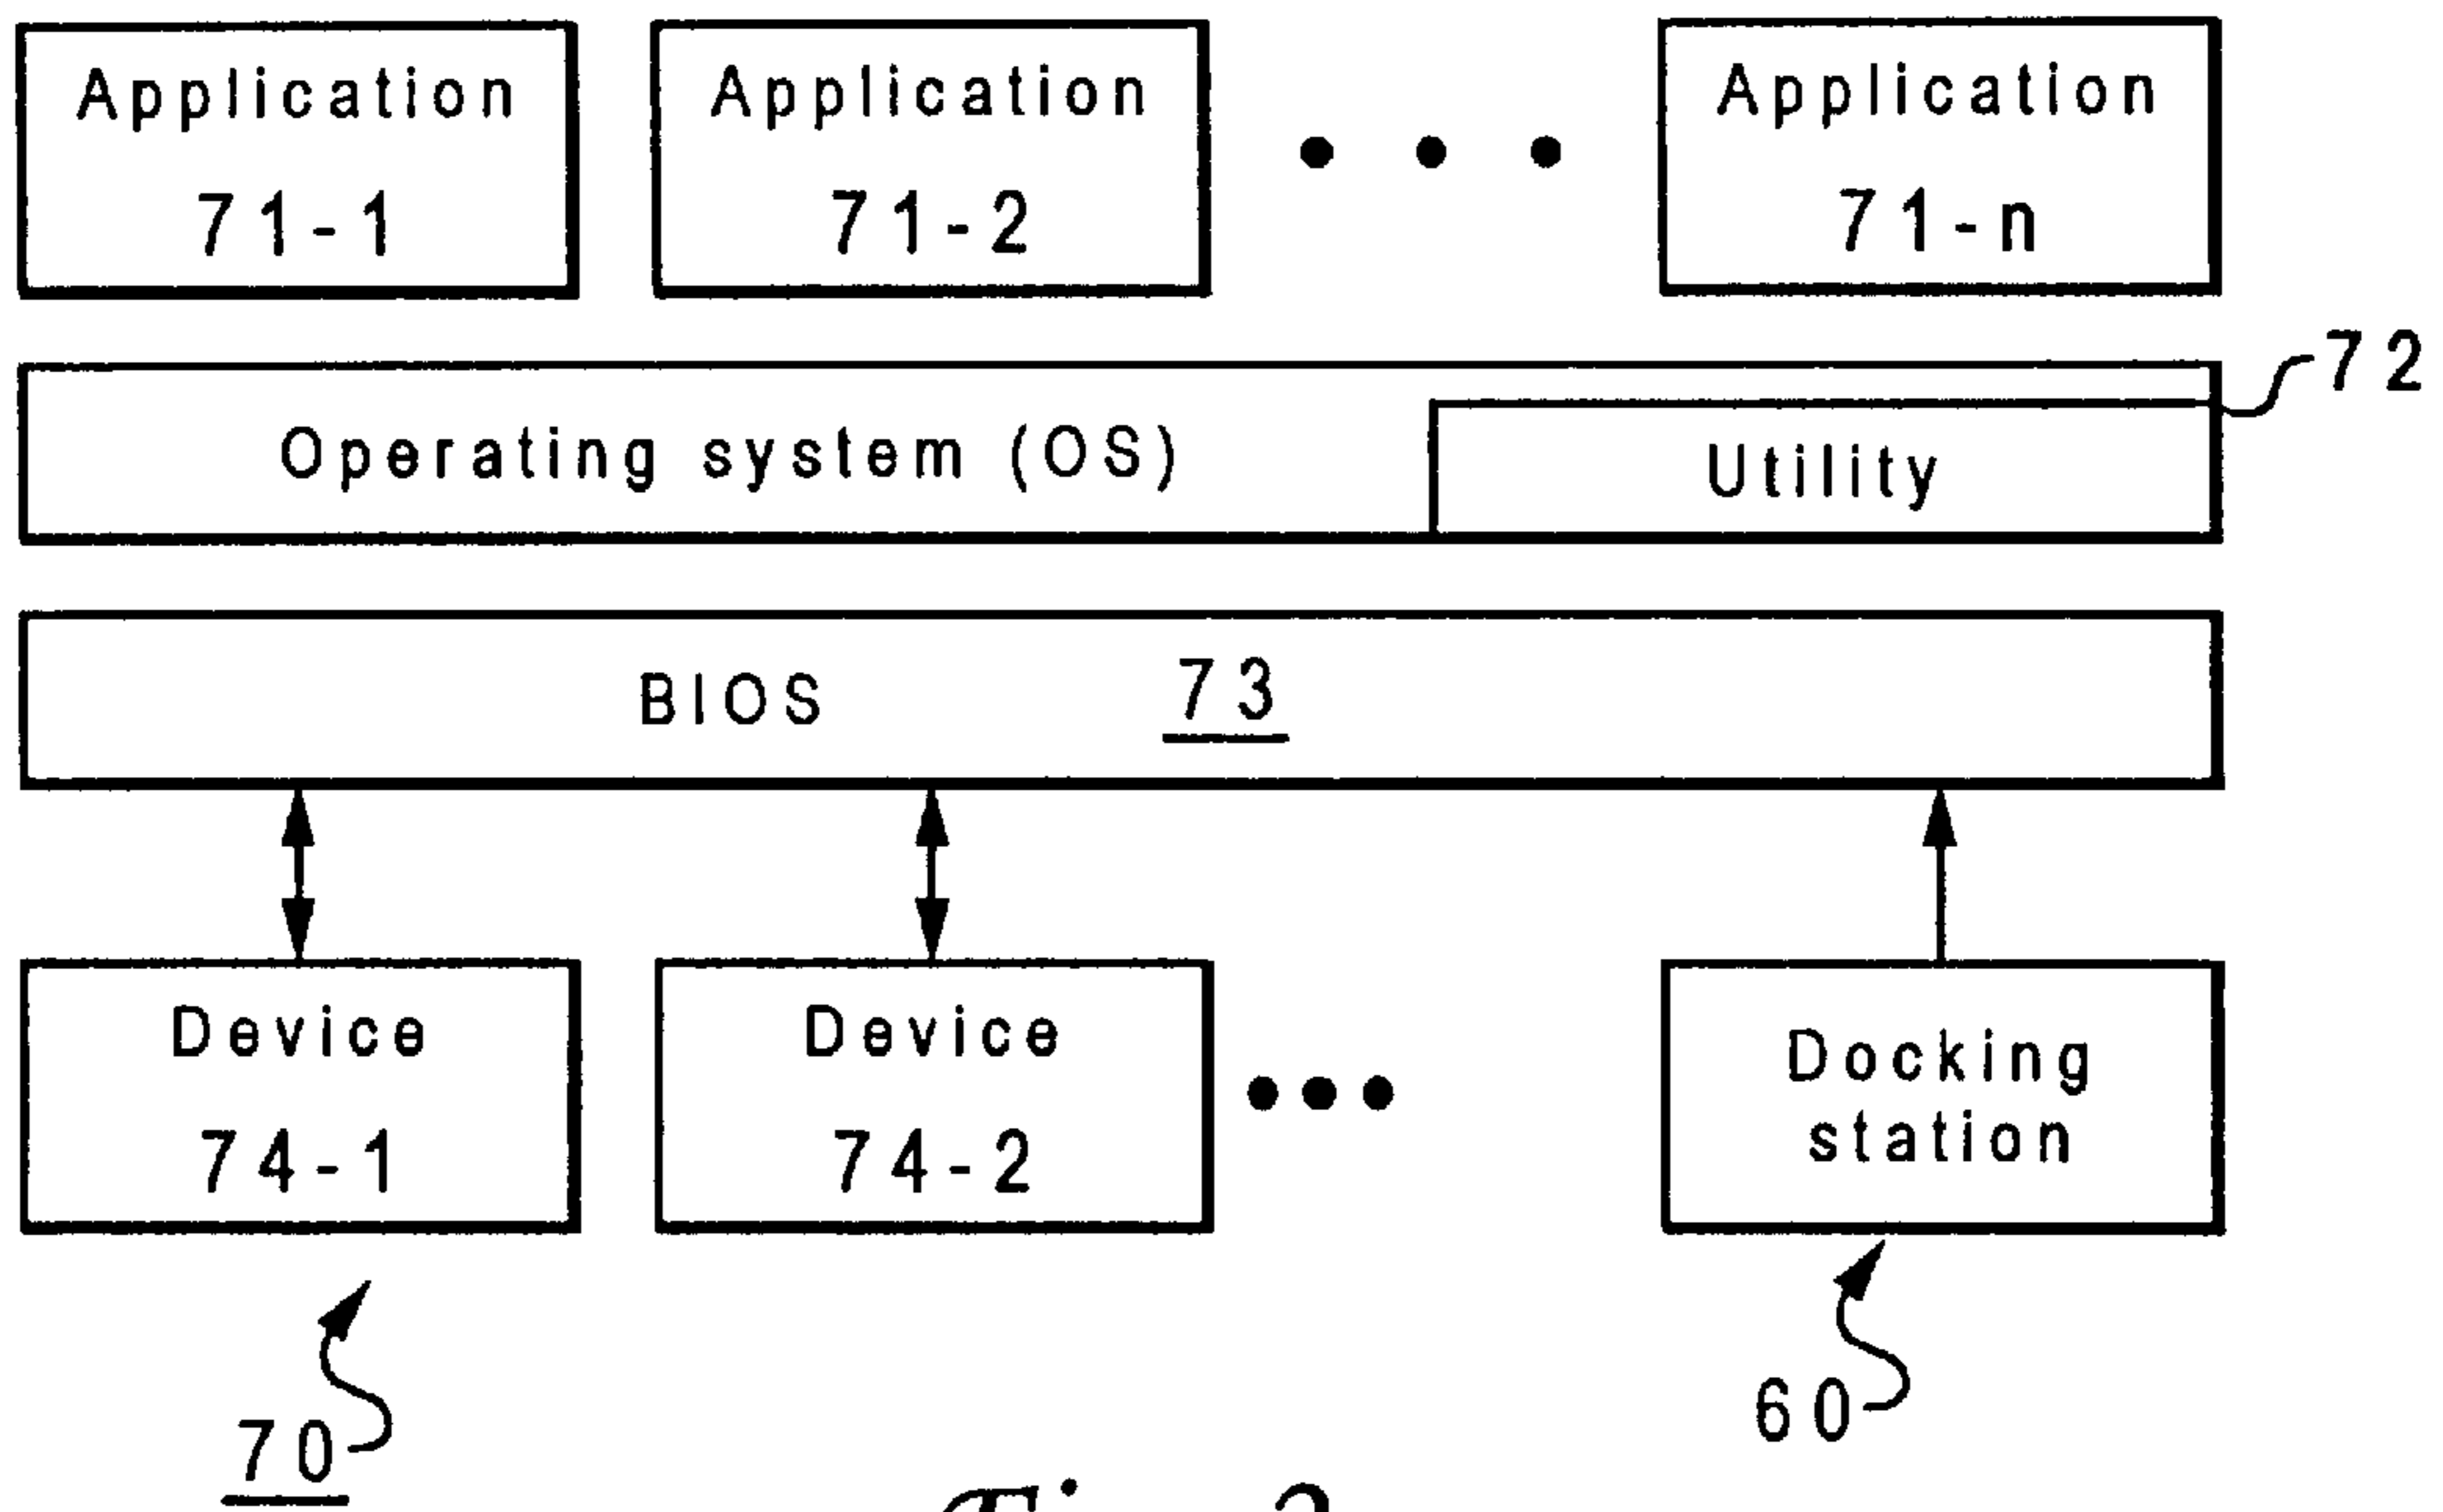 Application
71-1
Application
71-2
Application
71-n
72
Operating system (OS)
Utility
BIOS 73
Device
74-1
Device
74-2
Docking
station
70
60